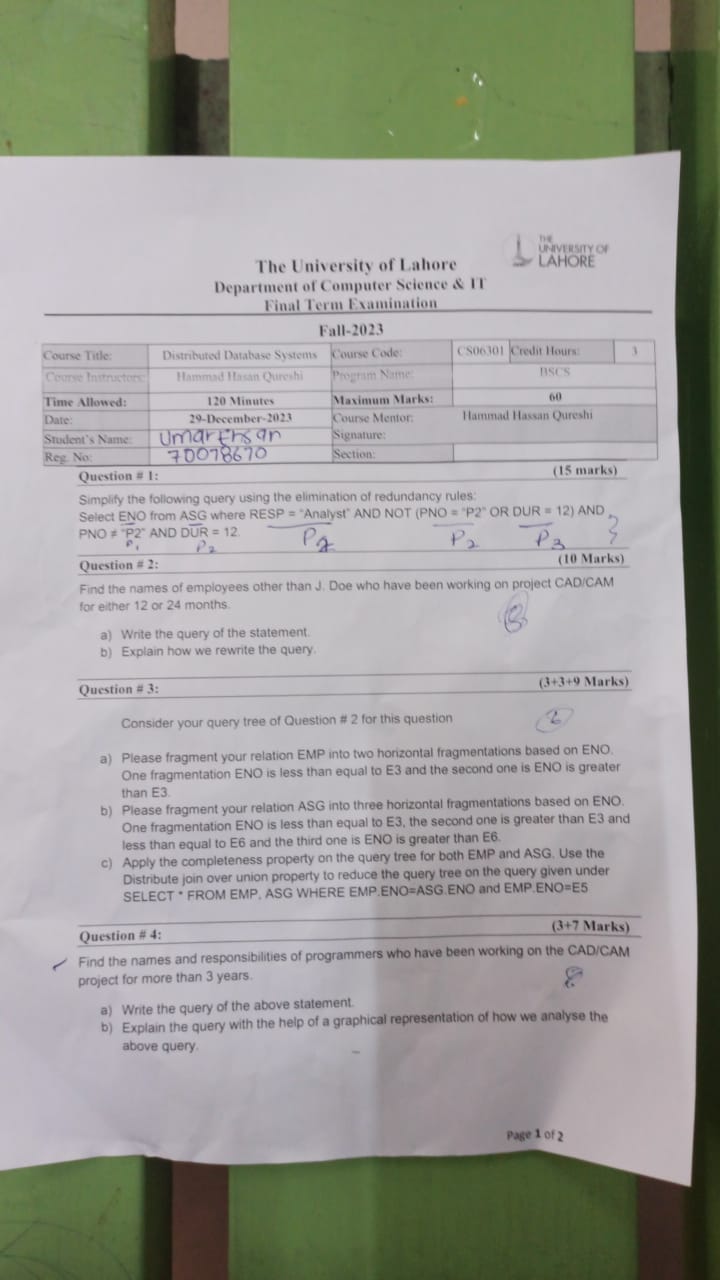 THE
UNIVERSITY OF
LAHORE
The University of Lahore
Department of Computer Science & IT
Final Term Examination
Fall-2023
Course Title: Distributed Database Systems Course Code: CS06301 Credit Hours: 3
Course Instructors: Hammad Hasan Qureshi Program Name: BSCS
Time Allowed: 120 Minutes Maximum Marks: 60
Date: 29-December-2023 Course Mentor: Hammad Hassan Qureshi
Student's Name: Umar Ehsan Signature:
Reg. No: 70078670 Section:
Question # 1: (15 marks)
Simplify the following query using the elimination of redundancy rules:
Select ENO from ASG where RESP = "Analyst" AND NOT (PNO = "P2" OR DUR = 12) AND
PNO ≠ "P2" AND DUR = 12.
P1 P2 P2 P2 P3
Question # 2: (10 Marks)
Find the names of employees other than J. Doe who have been working on project CAD/CAM
for either 12 or 24 months.
a) Write the query of the statement.
b) Explain how we rewrite the query.
Question # 3: (3+3+9 Marks)
Consider your query tree of Question # 2 for this question
a) Please fragment your relation EMP into two horizontal fragmentations based on ENO.
One fragmentation ENO is less than equal to E3 and the second one is ENO is greater
than E3.
b) Please fragment your relation ASG into three horizontal fragmentations based on ENO.
One fragmentation ENO is less than equal to E3, the second one is greater than E3 and
less than equal to E6 and the third one is ENO is greater than E6.
c) Apply the completeness property on the query tree for both EMP and ASG. Use the
Distribute join over union property to reduce the query tree on the query given under
SELECT * FROM EMP, ASG WHERE EMP.ENO=ASG.ENO and EMP.ENO=E5
Question # 4: (3+7 Marks)
Find the names and responsibilities of programmers who have been working on the CAD/CAM
project for more than 3 years.
a) Write the query of the above statement.
b) Explain the query with the help of a graphical representation of how we analyse the
above query.
Page 1 of 2